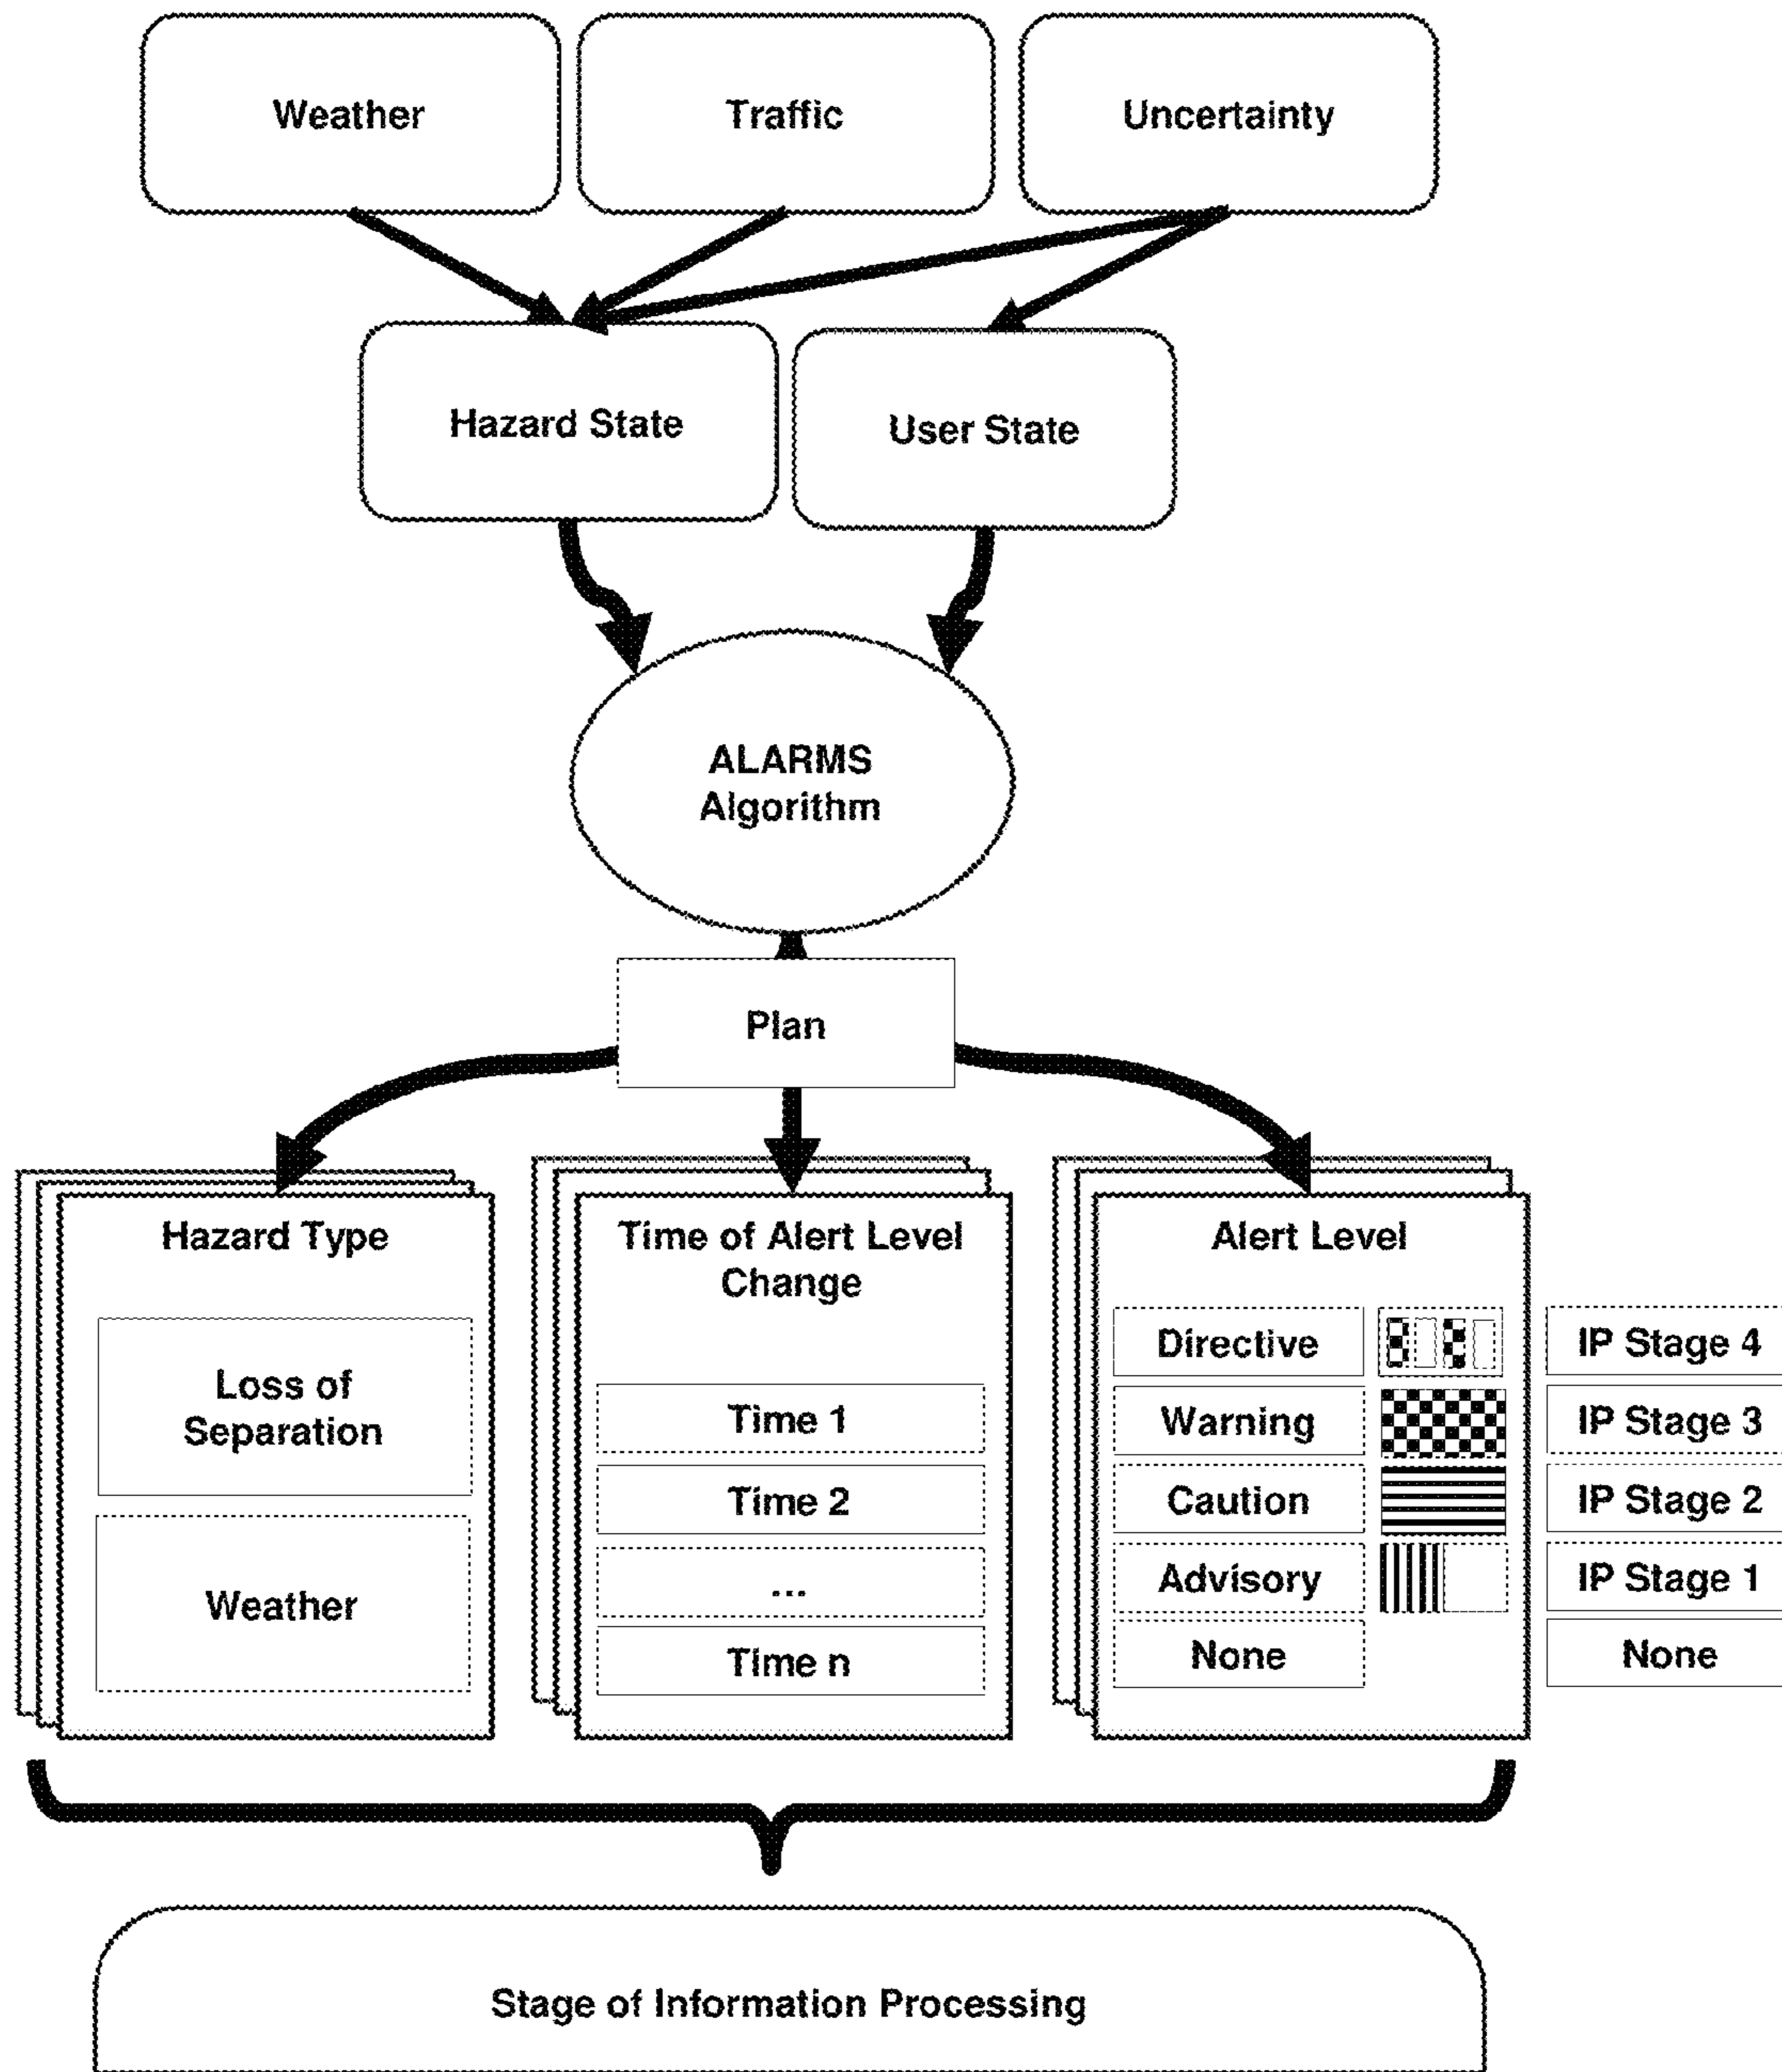 Weather
Traffic
Uncertainty
Hazard State
User State
ALARMS
Algorithm
Plan
Hazard Type
Loss of
Separation
Weather
Time of Alert Level
Change
Time 1
Time 2
...
Time n
Alert Level
Directive
IP Stage 4
Warning
IP Stage 3
Caution
IP Stage 2
Advisory
IP Stage 1
None
None
Stage of Information Processing